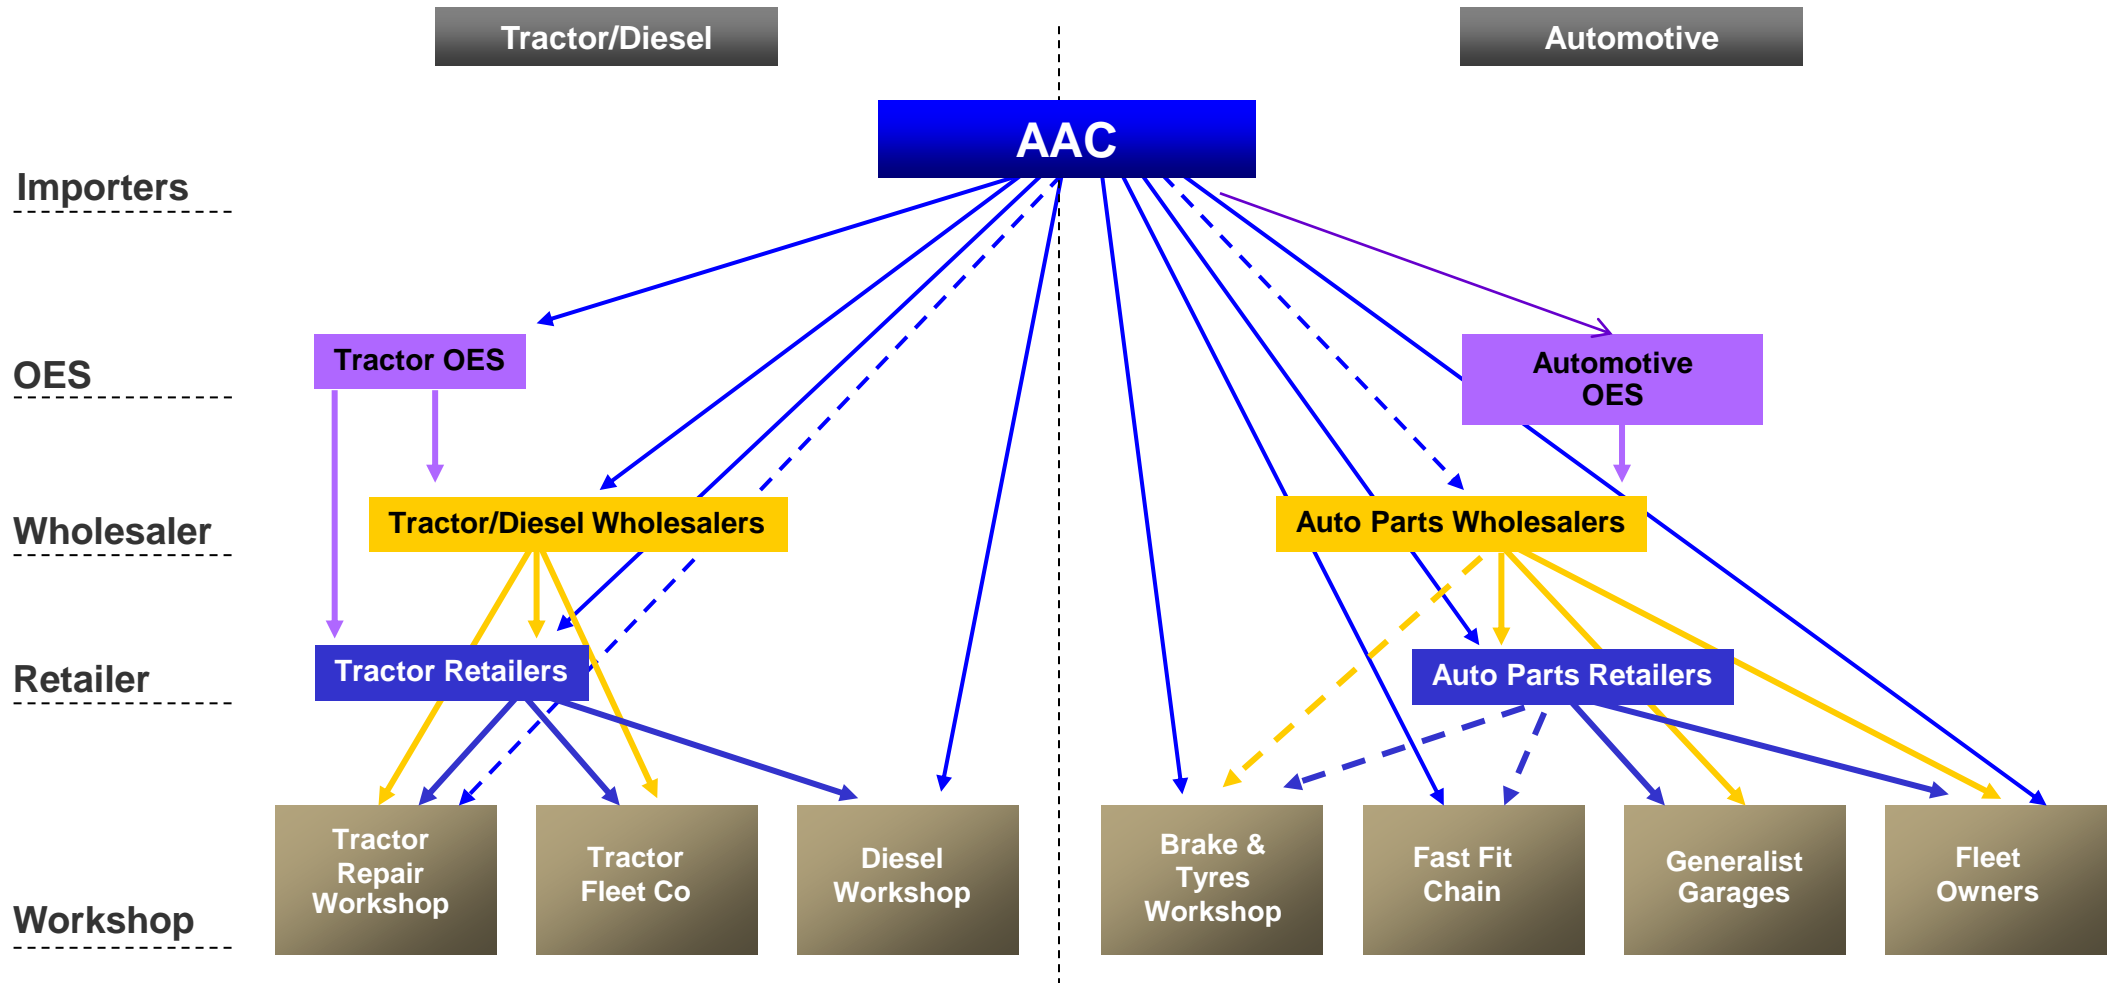 Tractor/Diesel
Automotive
AAC
Importers
OES
Tractor OES
Automotive
OES
Wholesaler
Tractor/Diesel Wholesalers
Auto Parts Wholesalers
Retailer
Tractor Retailers
Auto Parts Retailers
Workshop
Tractor
Repair
Workshop
Tractor
Fleet Co
Diesel
Workshop
Brake &
Tyres
Workshop
Fast Fit
Chain
Generalist
Garages
Fleet
Owners